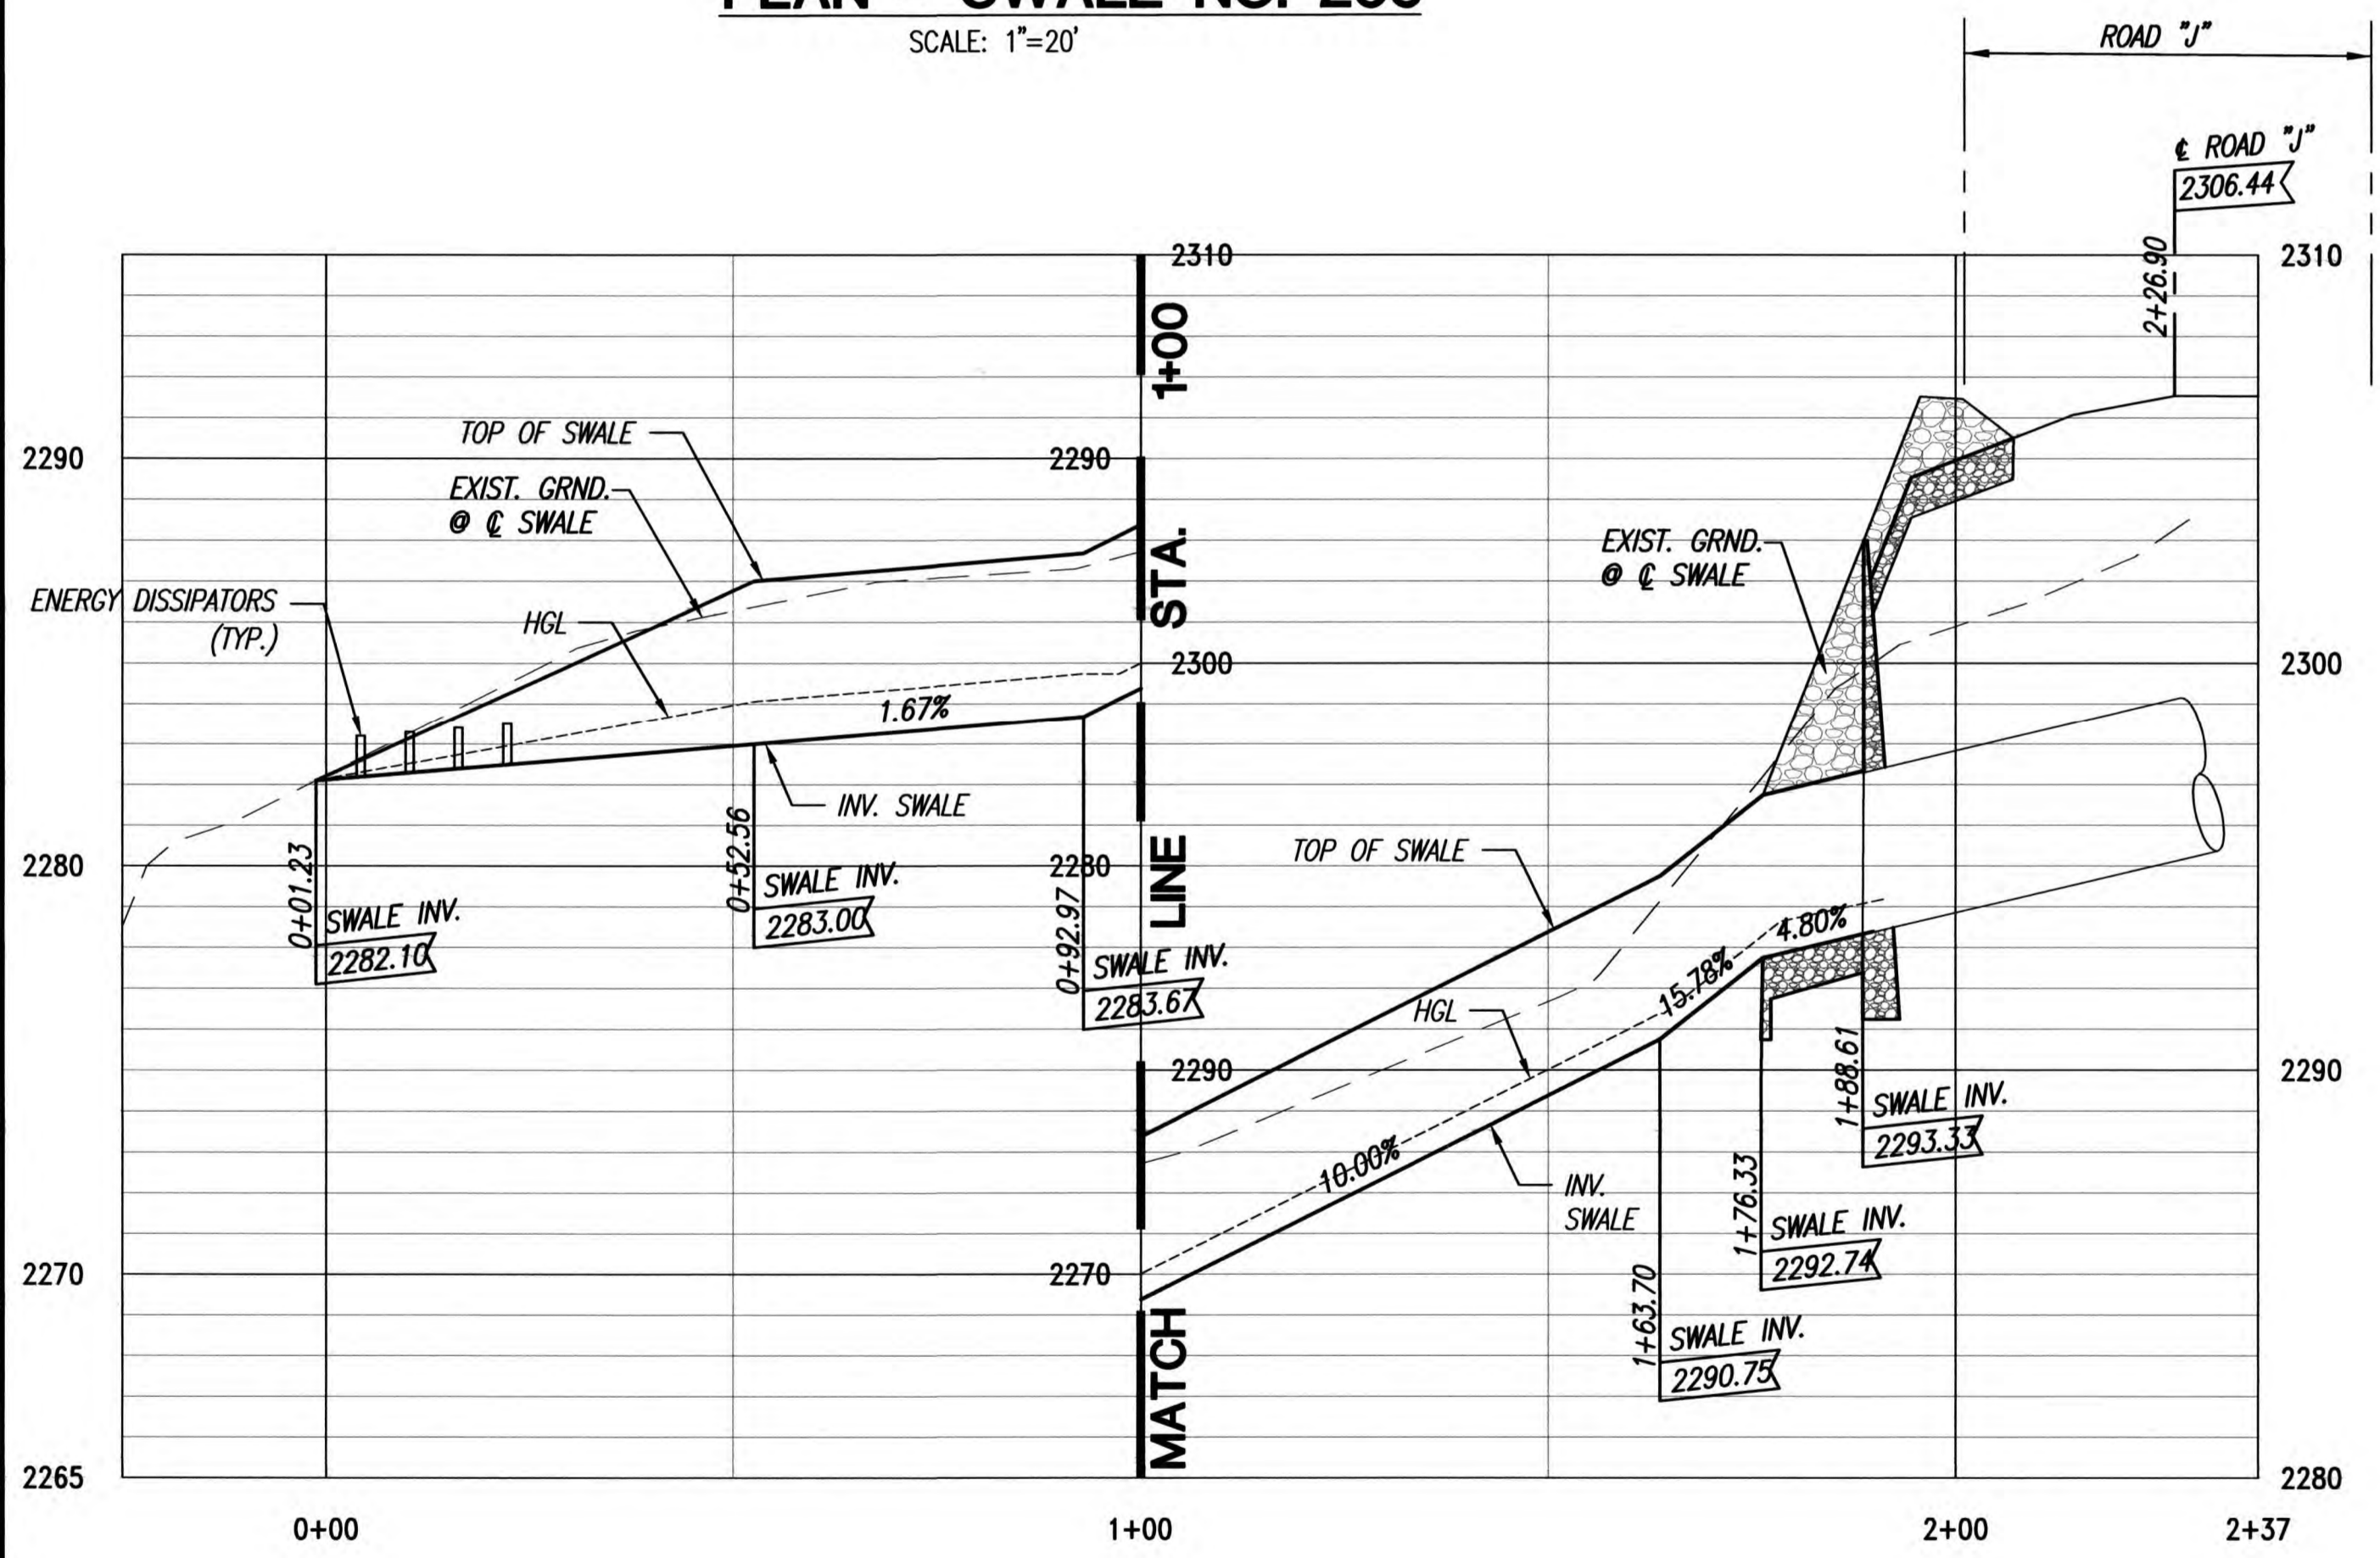 SCALE: 1"=20'
ROAD "J"
℄ ROAD "J"
2306.44
2+26.90
2310
2310
1+00
STA.
LINE
MATCH
TOP OF SWALE
2290
2290
EXIST. GRND.
@ ℄ SWALE
EXIST. GRND.
@ ℄ SWALE
ENERGY DISSIPATORS
(TYP.)
HGL
2300
2300
1.67%
INV. SWALE
0+01.23
SWALE INV.
2282.10
0+52.56
SWALE INV.
2283.00
0+92.97
SWALE INV.
2283.67
2280
2280
TOP OF SWALE
4.80%
15.78%
HGL
10.00%
INV.
SWALE
2290
2290
1+88.61
SWALE INV.
2293.33
1+76.33
SWALE INV.
2292.74
1+63.70
SWALE INV.
2290.75
2270
2270
2265
2280
0+00
1+00
2+00
2+37